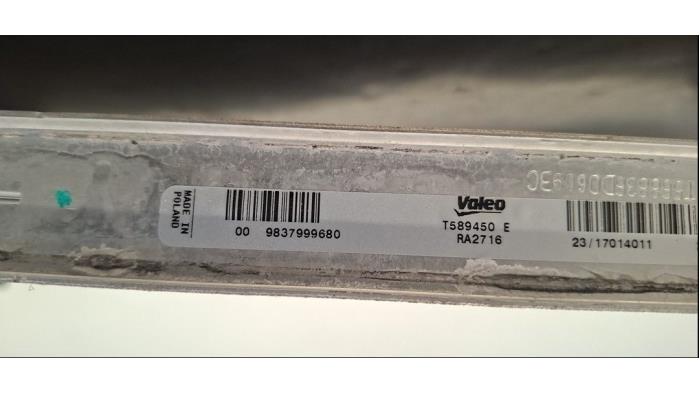 MADE IN
POLAND
00 9837999680
Valeo
T589450 E
RA2716
23/17014011